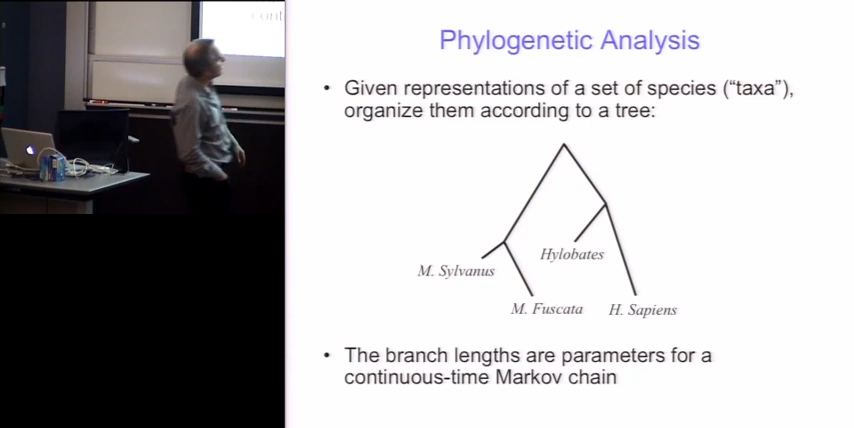 Phylogenetic Analysis
• Given representations of a set of species (“taxa”),
organize them according to a tree:
Hylobates
M. Sylvanus
M. Fuscata H. Sapiens
• The branch lengths are parameters for a
continuous-time Markov chain